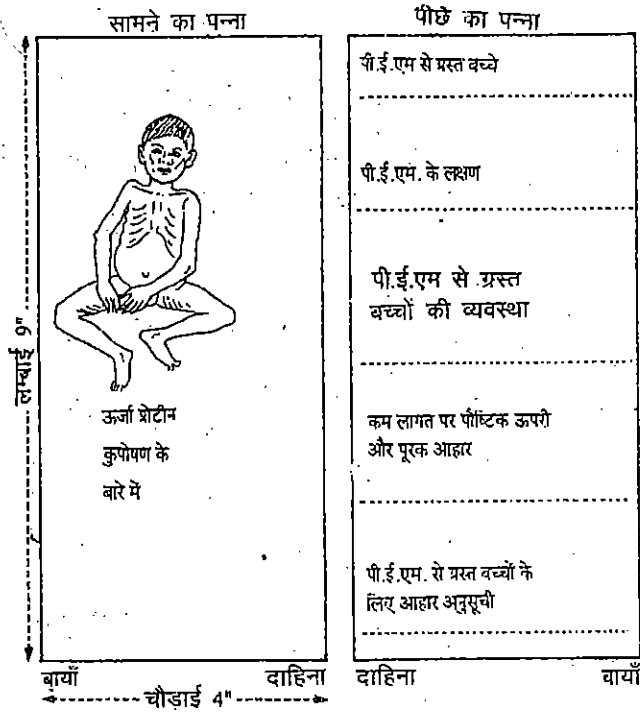 सामने का पन्ना
पीछे का पन्ना
लम्बाई 9"
ऊर्जा प्रोटीन
कुपोषण के
बारे में
पी.ई.एम से ग्रस्त बच्चे
पी.ई.एम. के लक्षण
पी.ई.एम से ग्रस्त
बच्चों की व्यवस्था
कम लागत पर पौष्टिक ऊपरी
और पूरक आहार
पी.ई.एम. से ग्रस्त बच्चों के
लिए आहार अनुसूची
बायाँ
दाहिना
दाहिना
बायाँ
चौड़ाई 4"